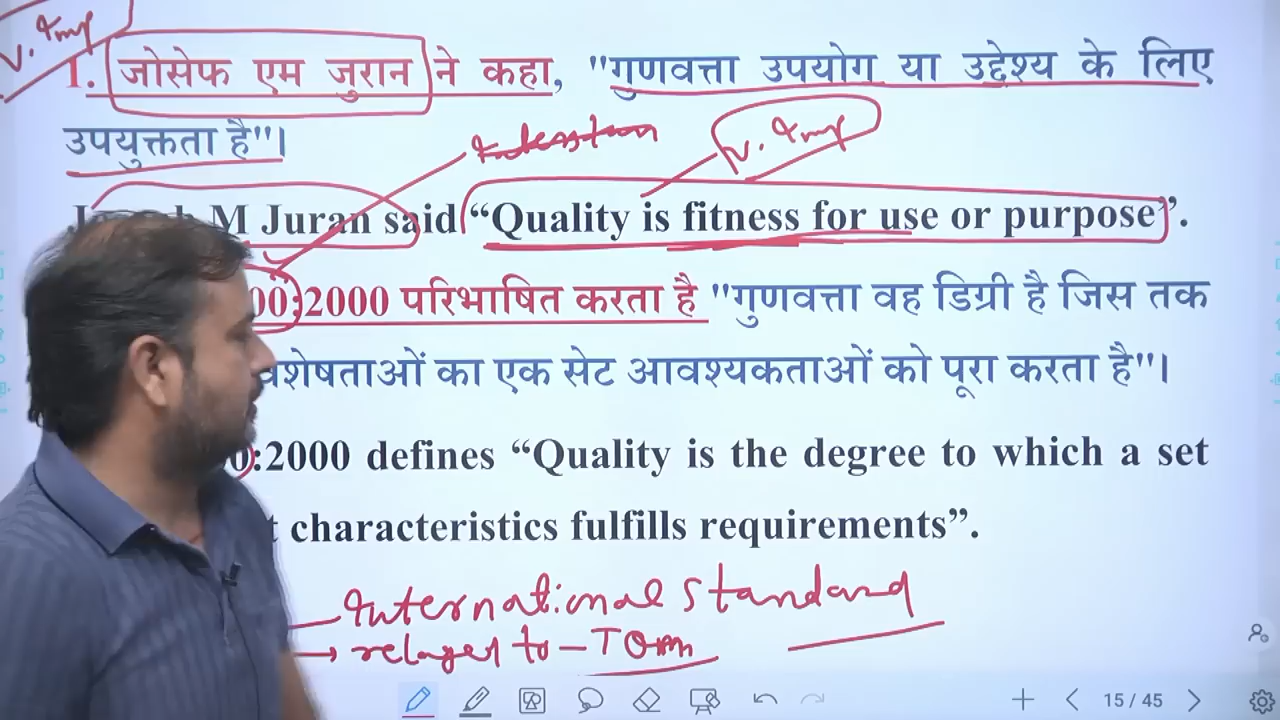 V. Imp
1. जोसेफ एम जुरान ने कहा, "गुणवत्ता उपयोग या उद्देश्य के लिए
उपयुक्तता है"।
V. Imp
M Juran said “Quality is fitness for use or purpose”.
00:2000 परिभाषित करता है "गुणवत्ता वह डिग्री है जिस तक
का एक सेट आवश्यकताओं को पूरा करता है"।
0:2000 defines “Quality is the degree to which a set
characteristics fulfills requirements”.
International Standard
to – TQM
15 / 45